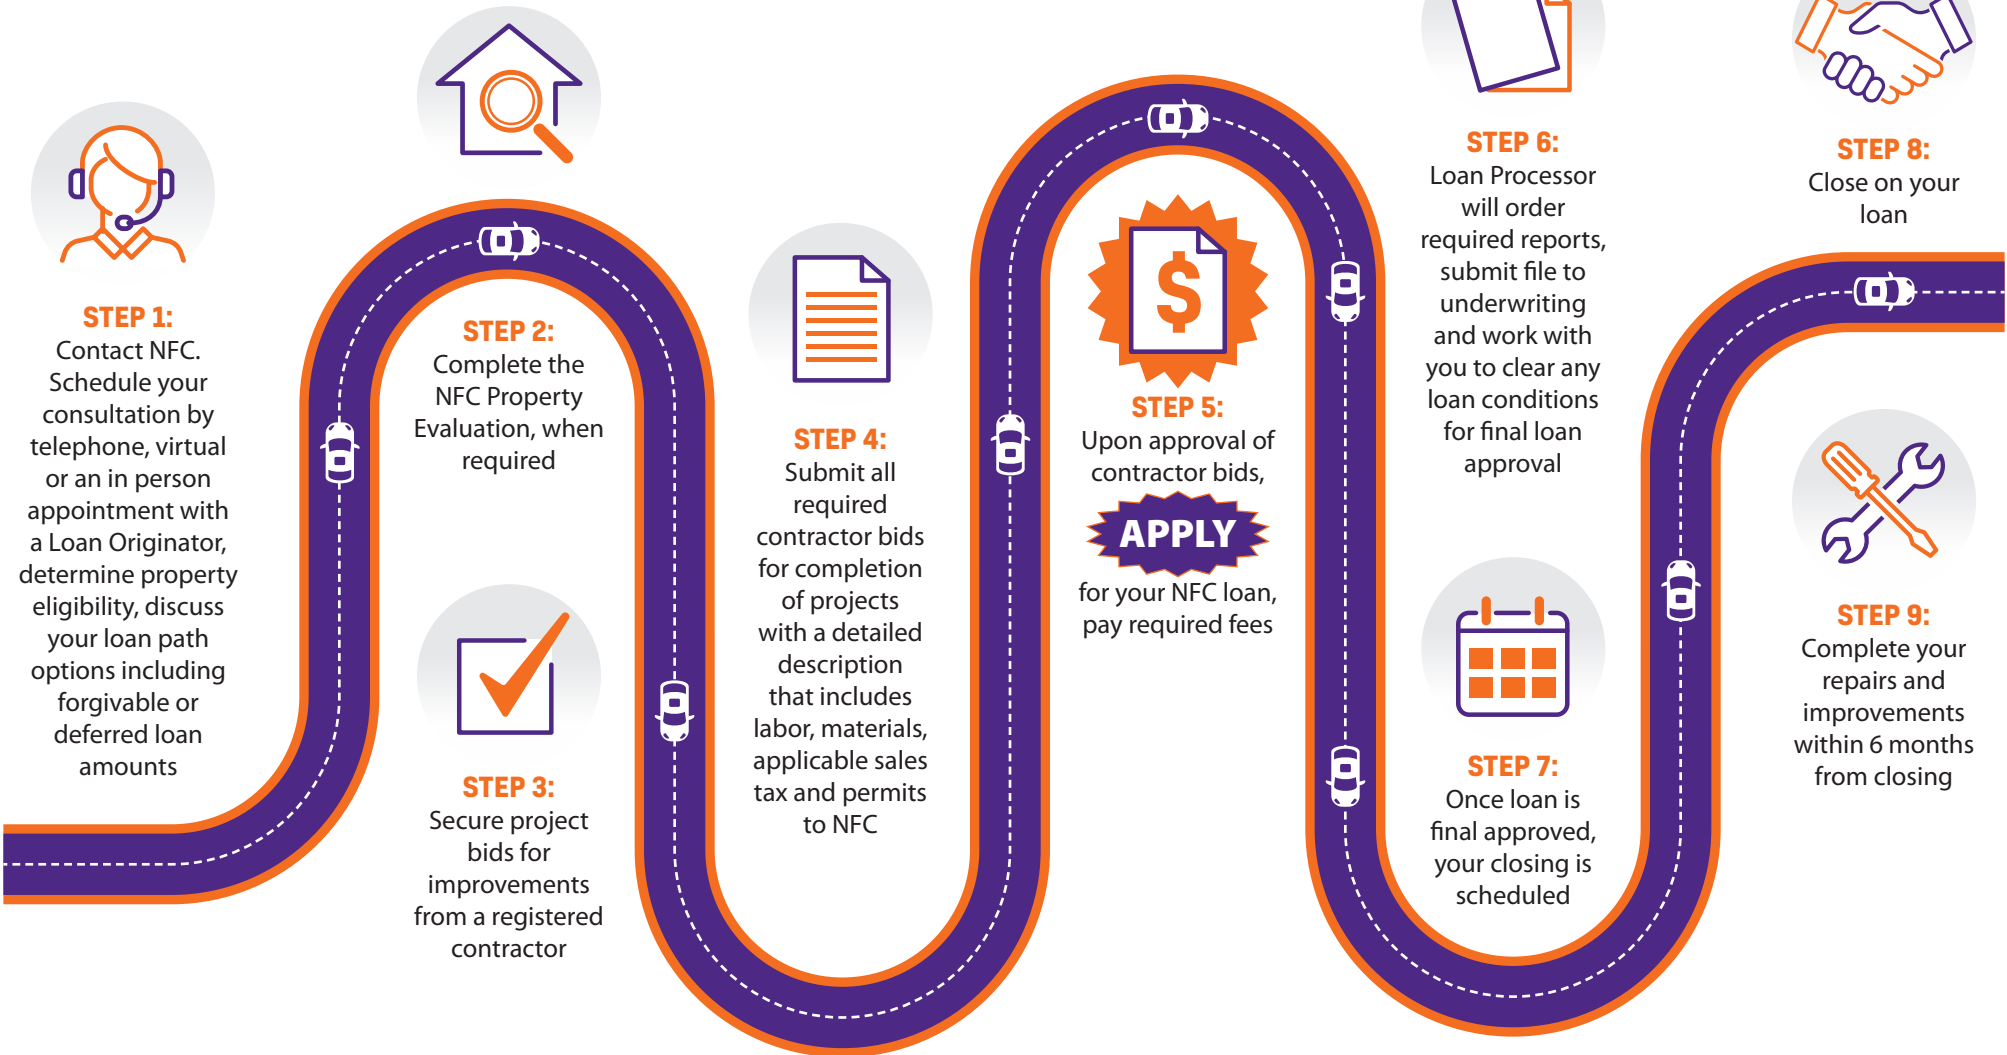 STEP 1:
Contact NFC.
Schedule your
consultation by
telephone, virtual
or an in person
appointment with
a Loan Originator,
determine property
eligibility, discuss
your loan path
options including
forgivable or
deferred loan
amounts
STEP 2:
Complete the
NFC Property
Evaluation, when
required
STEP 3:
Secure project
bids for
improvements
from a registered
contractor
STEP 4:
Submit all
required
contractor bids
for completion
of projects
with a detailed
description
that includes
labor, materials,
applicable sales
tax and permits
to NFC
$
STEP 5:
Upon approval of
contractor bids,
APPLY
for your NFC loan,
pay required fees
STEP 6:
Loan Processor
will order
required reports,
submit file to
underwriting
and work with
you to clear any
loan conditions
for final loan
approval
STEP 7:
Once loan is
final approved,
your closing is
scheduled
STEP 8:
Close on your
loan
STEP 9:
Complete your
repairs and
improvements
within 6 months
from closing